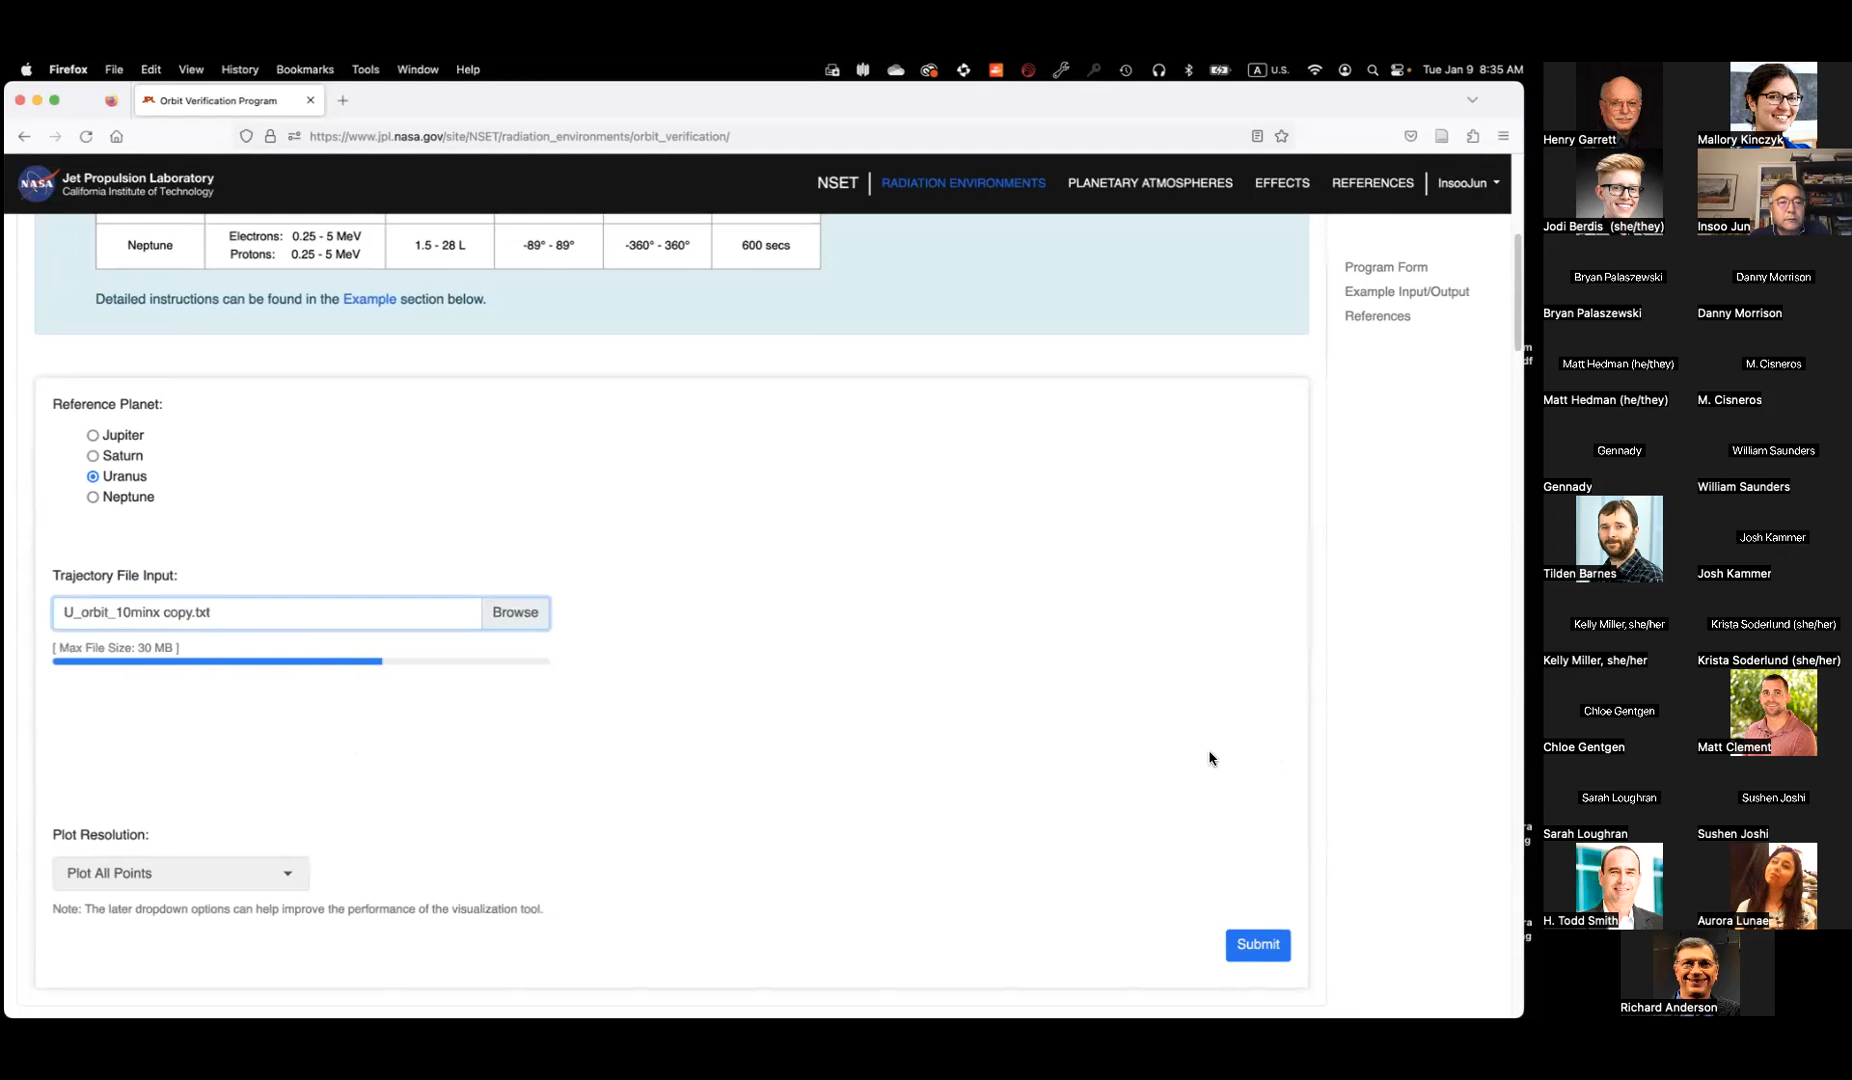 Firefox File Edit View History Bookmarks Tools Window Help
A U.S. Tue Jan 9 8:35 AM
JPL Orbit Verification Program
https://www.jpl.nasa.gov/site/NSET/radiation_environments/orbit_verification/
NASA
Jet Propulsion Laboratory
California Institute of Technology
NSET RADIATION ENVIRONMENTS PLANETARY ATMOSPHERES EFFECTS REFERENCES InsooJun
Neptune Electrons: 0.25 - 5 MeV 1.5 - 28 L -89° - 89° -360° - 360° 600 secs
Protons: 0.25 - 5 MeV
Detailed instructions can be found in the Example section below.
Program Form
Example Input/Output
References
Reference Planet:
Jupiter
Saturn
Uranus
Neptune
Trajectory File Input:
U_orbit_10minx copy.txt Browse
[ Max File Size: 30 MB ]
Plot Resolution:
Plot All Points
Note: The later dropdown options can help improve the performance of the visualization tool.
Submit
m
df
ra
g
ra
ng
Henry Garrett Mallory Kinczyk
Jodi Berdis (she/they) Insoo Jun
Bryan Palaszewski Danny Morrison
Bryan Palaszewski Danny Morrison
Matt Hedman (he/they) M. Cisneros
Matt Hedman (he/they) M. Cisneros
Gennady William Saunders
Gennady William Saunders
Josh Kammer
Tilden Barnes Josh Kammer
Kelly Miller, she/her Krista Soderlund (she/her)
Kelly Miller, she/her Krista Soderlund (she/her)
Chloe Gentgen
Chloe Gentgen Matt Clement
Sarah Loughran Sushen Joshi
Sarah Loughran Sushen Joshi
H. Todd Smith Aurora Lunae
Richard Anderson